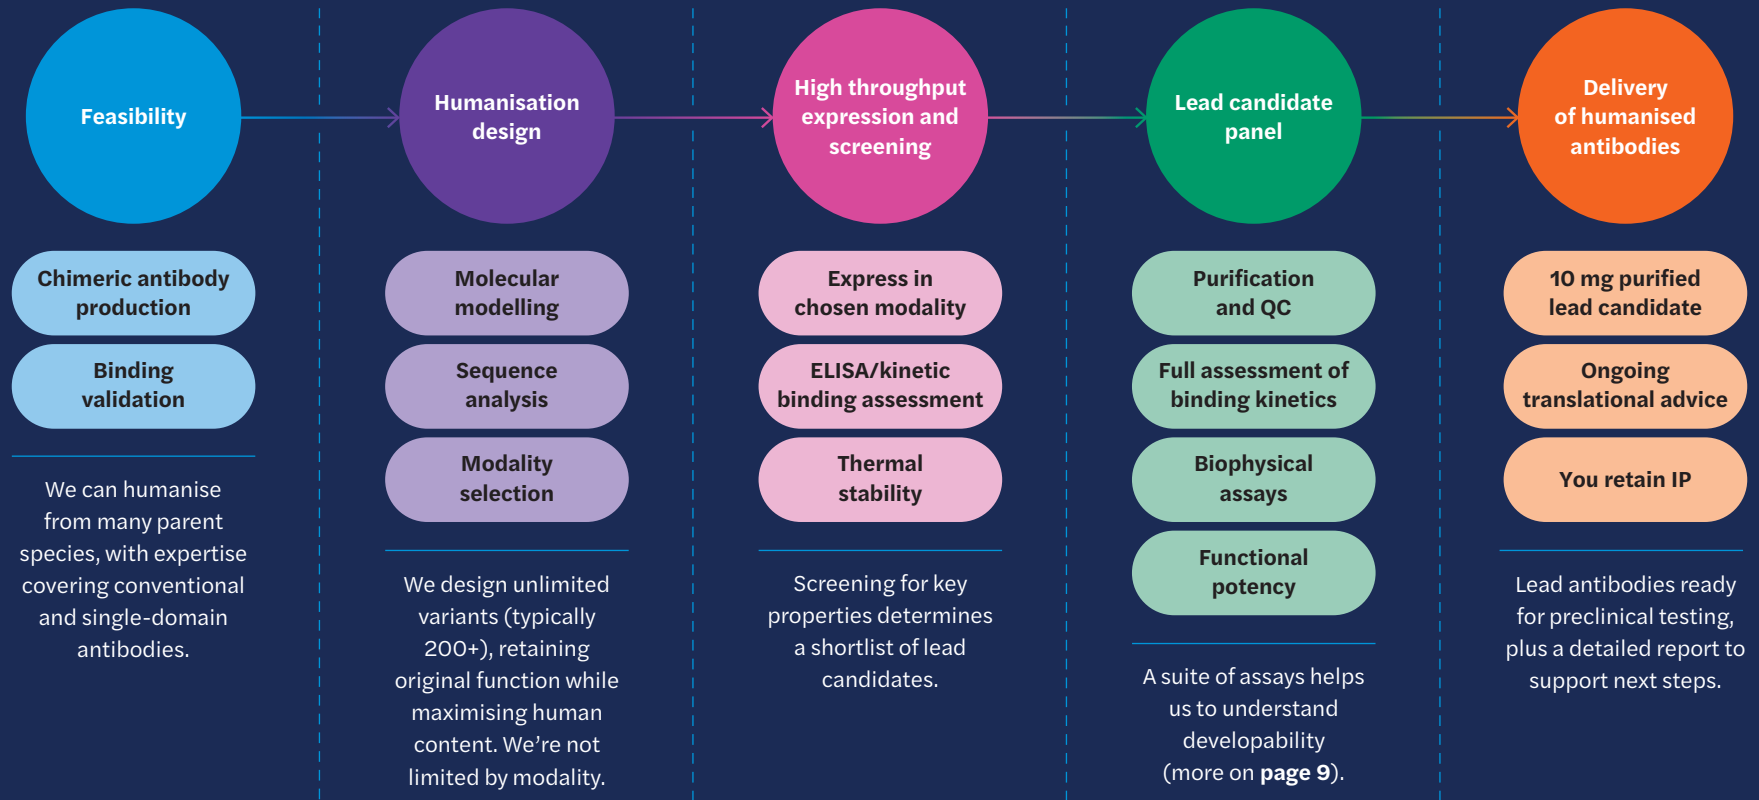 Feasibility
Chimeric antibody
production
Binding
validation
We can humanise
from many parent
species, with expertise
covering conventional
and single-domain
antibodies.
Humanisation
design
Molecular
modelling
Sequence
analysis
Modality
selection
We design unlimited
variants (typically
200+), retaining
original function while
maximising human
content. We’re not
limited by modality.
High throughput
expression and
screening
Express in
chosen modality
ELISA/kinetic
binding assessment
Thermal
stability
Screening for key
properties determines
a shortlist of lead
candidates.
Lead candidate
panel
Purification
and QC
Full assessment of
binding kinetics
Biophysical
assays
Functional
potency
A suite of assays helps
us to understand
developability
(more on page 9).
Delivery
of humanised
antibodies
10 mg purified
lead candidate
Ongoing
translational advice
You retain IP
Lead antibodies ready
for preclinical testing,
plus a detailed report to
support next steps.